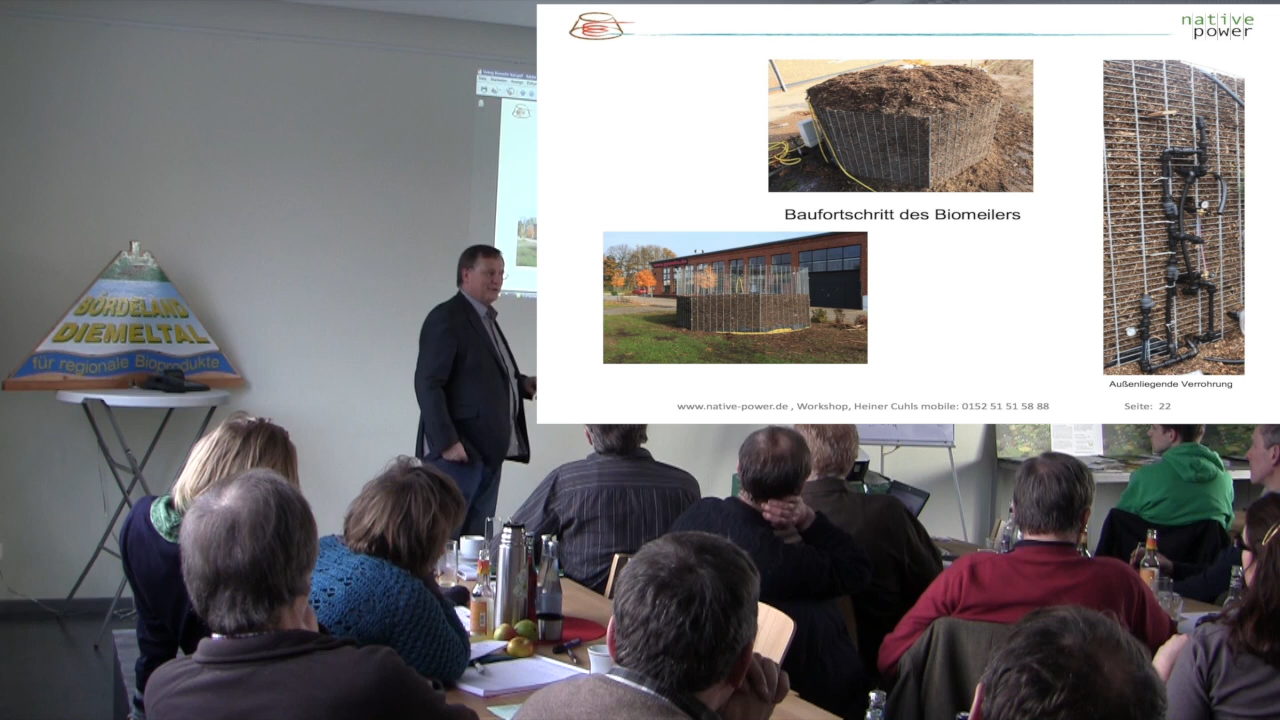 native
power
Baufortschritt des Biomeilers
Außenliegende Verrohrung
www.native-power.de , Workshop, Heiner Cuhls mobile: 0152 51 51 58 88
Seite: 22
BÖRDELAND
DIEMELTAL
für regionale Bioprodukte